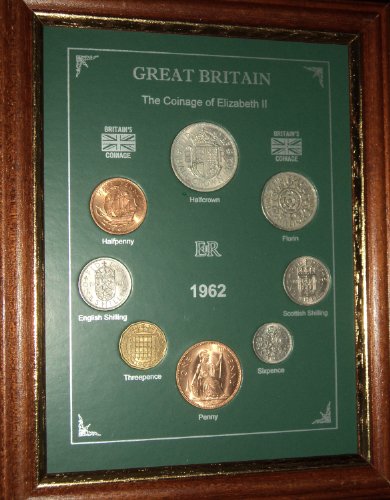 GREAT BRITAIN
The Coinage of Elizabeth II
BRITAIN'S
COINAGE
BRITAIN'S
COINAGE
Halfcrown
Halfpenny
Florin
ER
English Shilling
1962
Scottish Shilling
Threepence
Sixpence
Penny